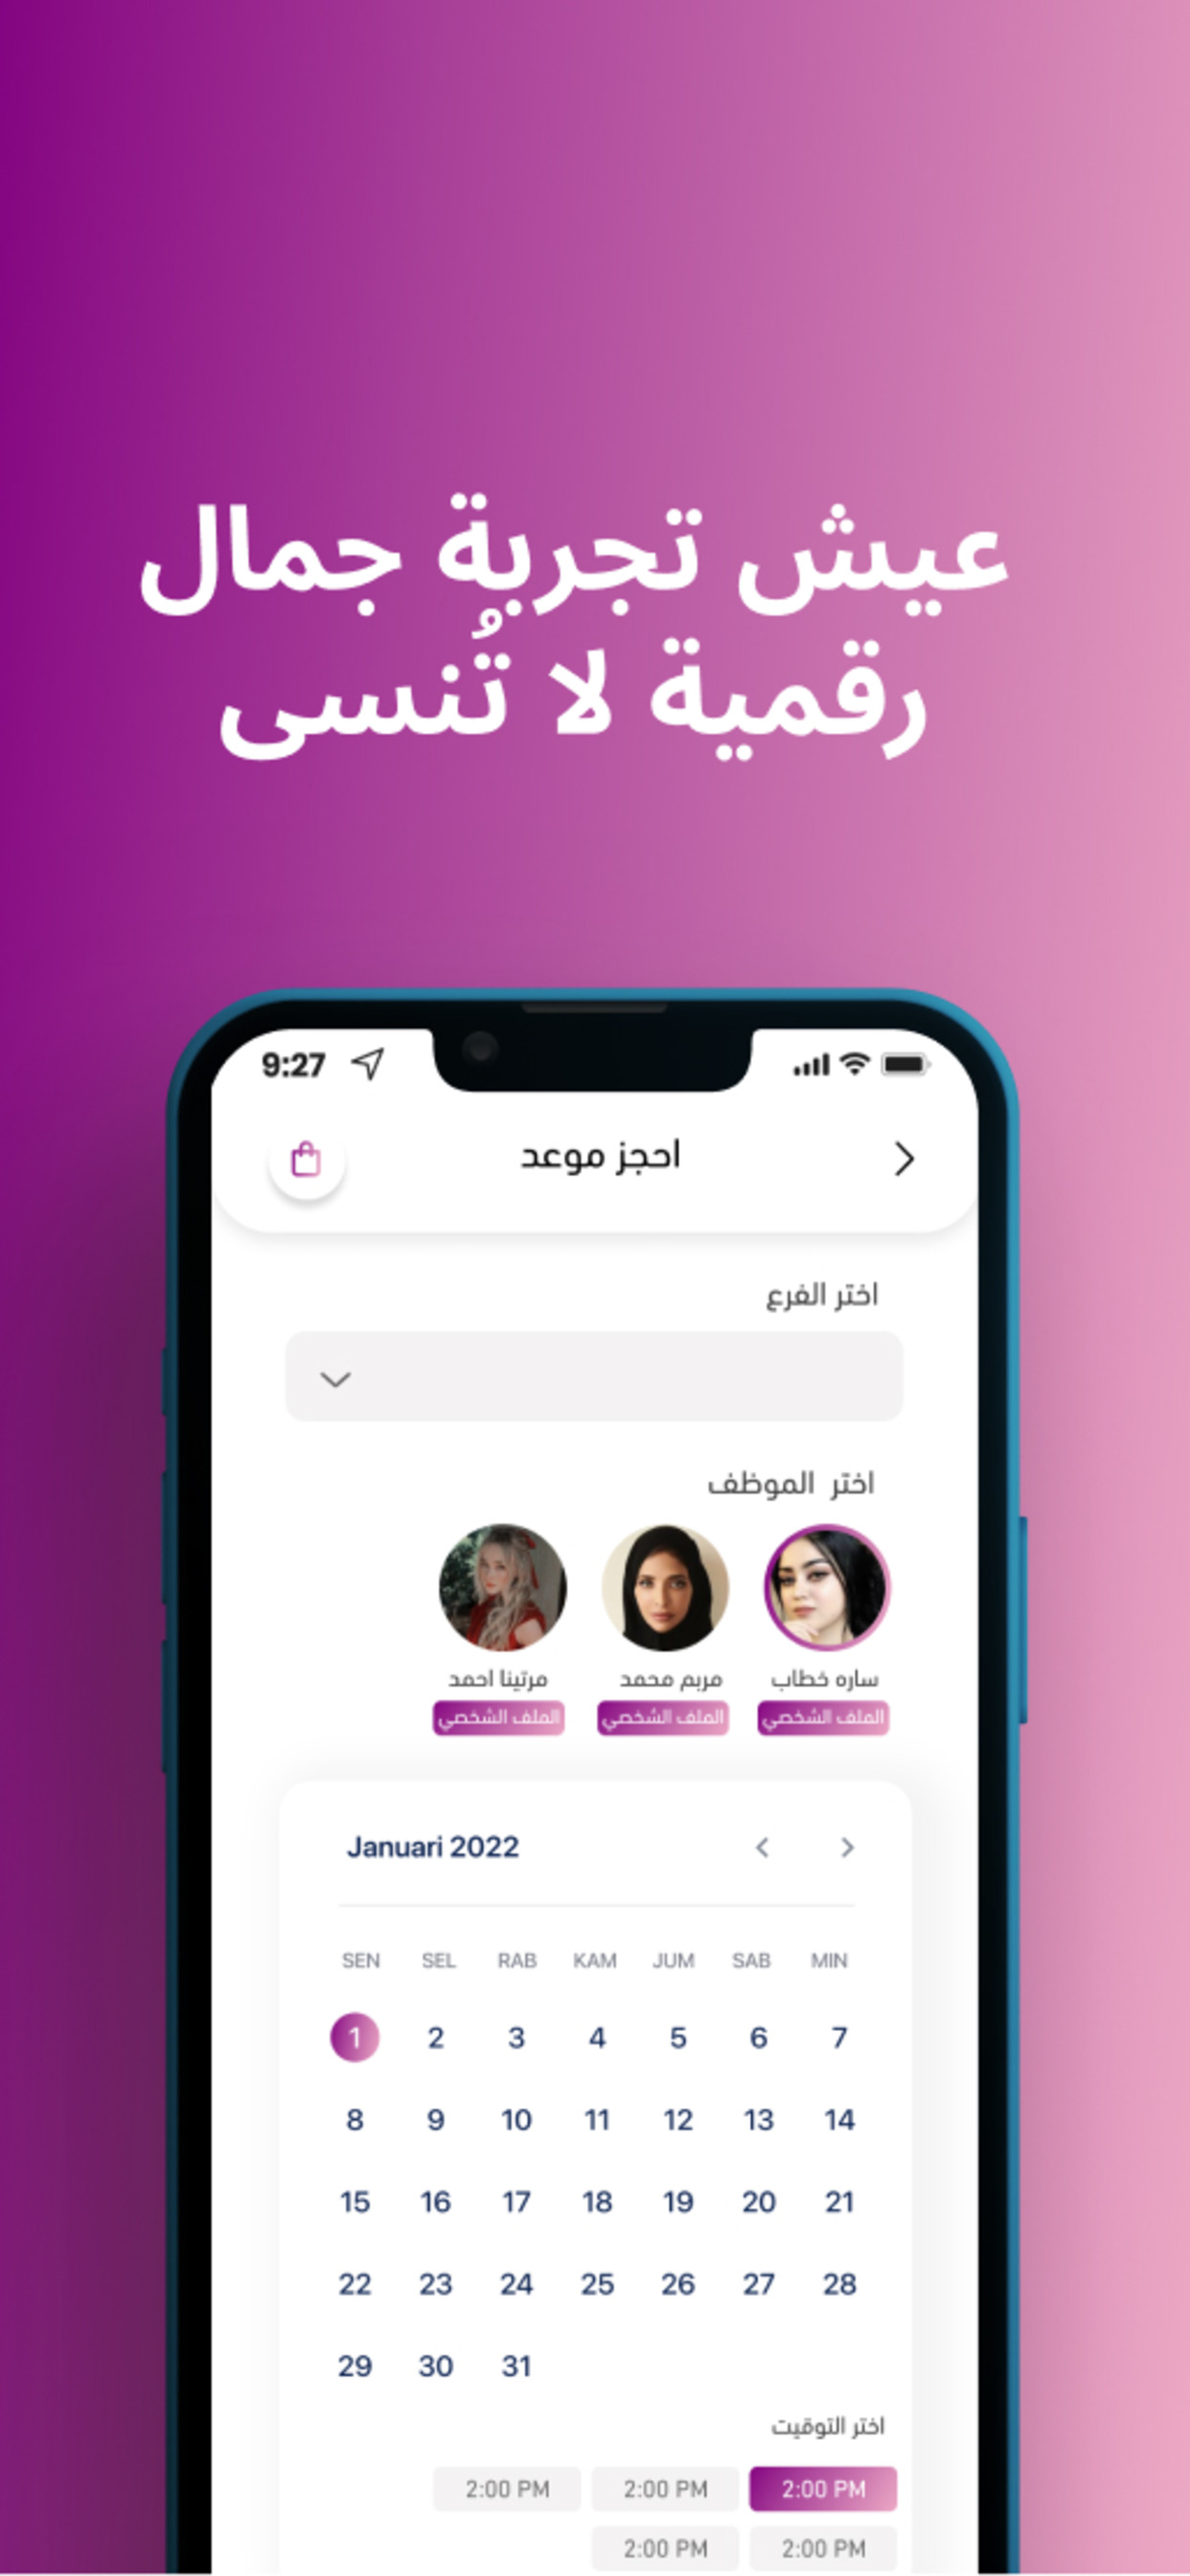 عيش تجربة جمال
رقمية لا تُنسى
9:27
احجز موعد
اختر الفرع
اختر الموظف
ساره خطاب مريم محمد مرتينا احمد
الملف الشخصي الملف الشخصي الملف الشخصي
Januari 2022
SEN SEL RAB KAM JUM SAB MIN
1 2 3 4 5 6 7
8 9 10 11 12 13 14
15 16 17 18 19 20 21
22 23 24 25 26 27 28
29 30 31
اختر التوقيت
2:00 PM 2:00 PM 2:00 PM
2:00 PM 2:00 PM